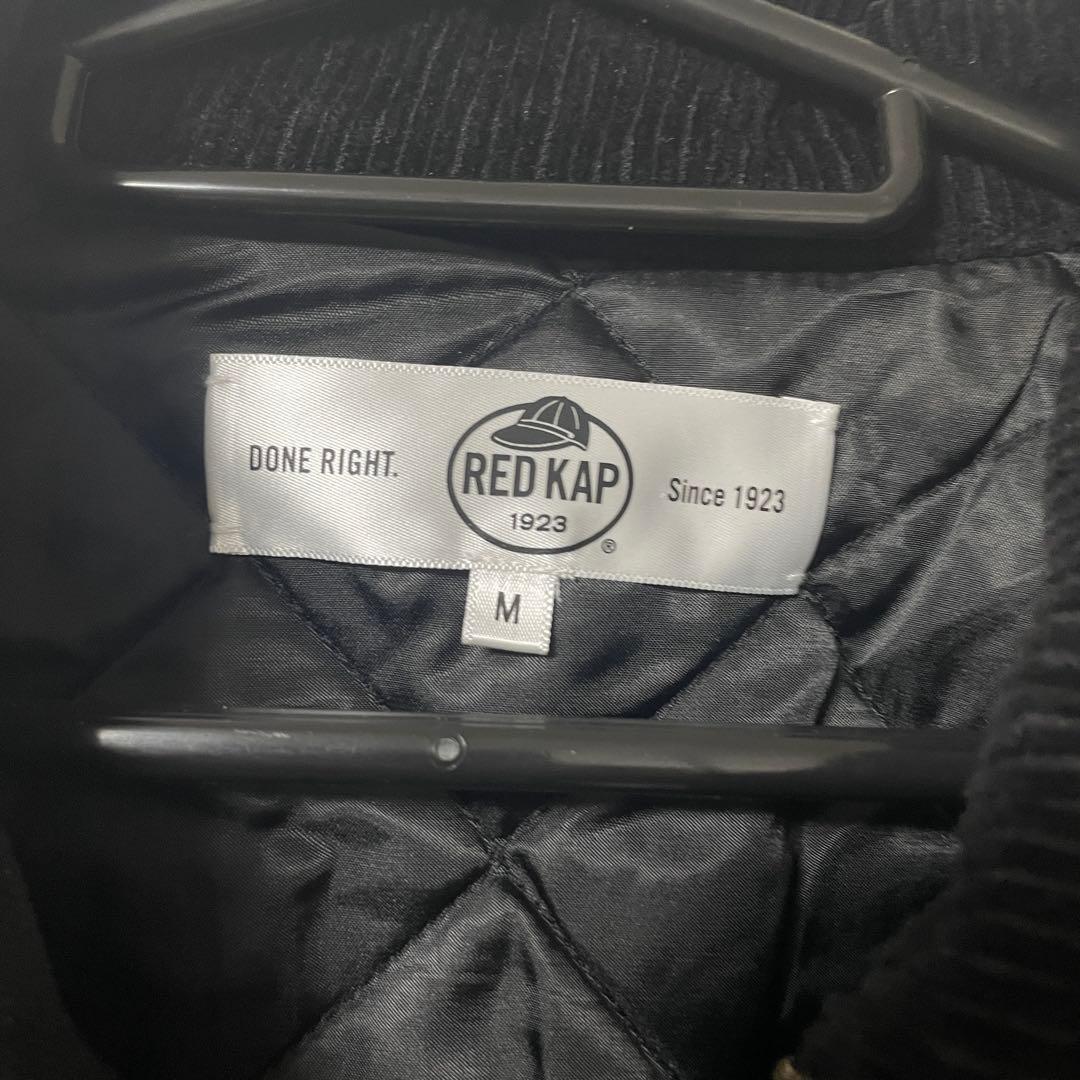 DONE RIGHT.
RED KAP
1923
®
Since 1923
M